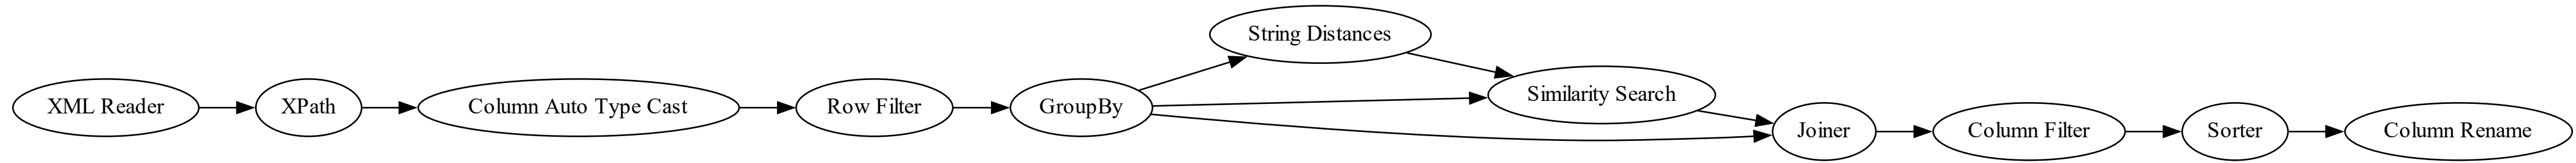 XML Reader
XPath
Column Auto Type Cast
Row Filter
GroupBy
String Distances
Similarity Search
Joiner
Column Filter
Sorter
Column Rename